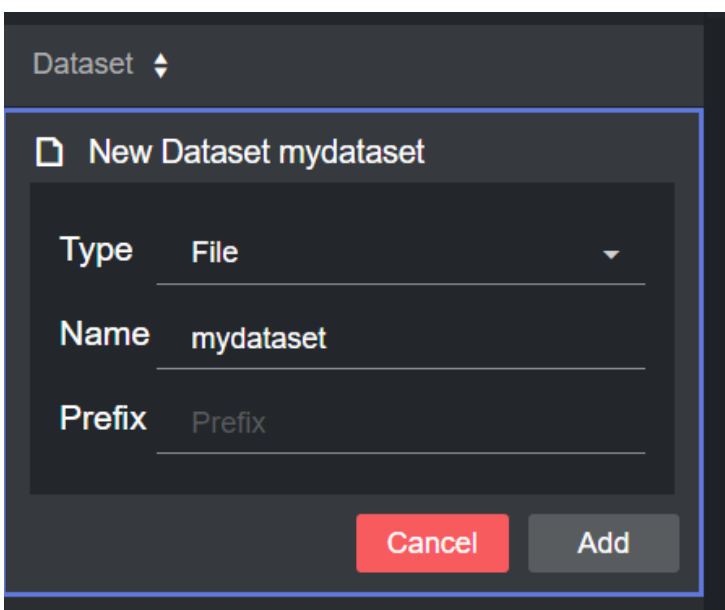 Dataset
New Dataset mydataset
Type File
Name mydataset
Prefix Prefix
Cancel Add